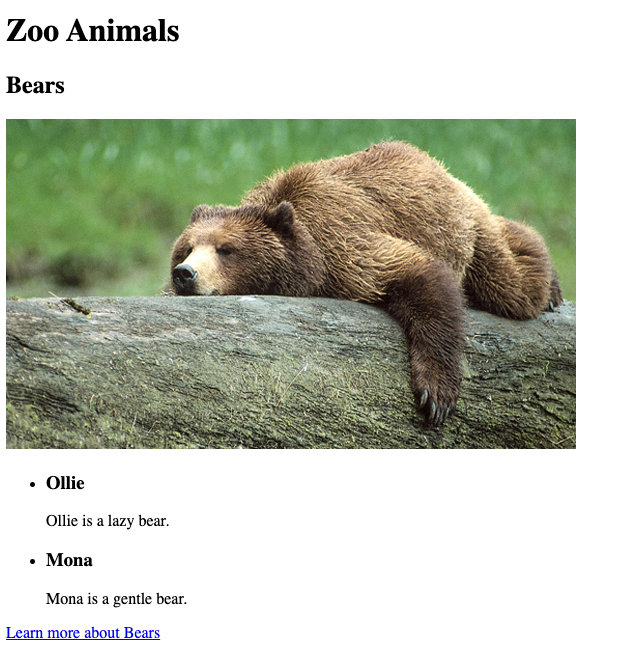 Zoo Animals
Bears
Ollie
Ollie is a lazy bear.
Mona
Mona is a gentle bear.
Learn more about Bears